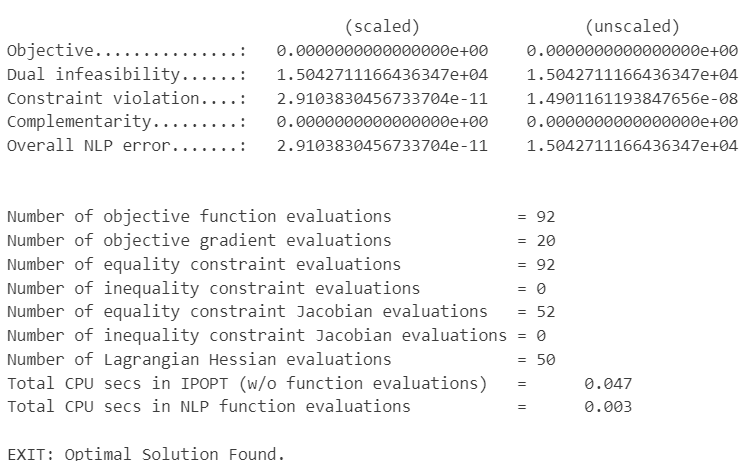 (scaled) (unscaled)
Objective...............: 0.0000000000000000e+00 0.0000000000000000e+00
Dual infeasibility......: 1.5042711166436347e+04 1.5042711166436347e+04
Constraint violation....: 2.9103830456733704e-11 1.4901161193847656e-08
Complementarity.........: 0.0000000000000000e+00 0.0000000000000000e+00
Overall NLP error.......: 2.9103830456733704e-11 1.5042711166436347e+04
Number of objective function evaluations = 92
Number of objective gradient evaluations = 20
Number of equality constraint evaluations = 92
Number of inequality constraint evaluations = 0
Number of equality constraint Jacobian evaluations = 52
Number of inequality constraint Jacobian evaluations = 0
Number of Lagrangian Hessian evaluations = 50
Total CPU secs in IPOPT (w/o function evaluations) = 0.047
Total CPU secs in NLP function evaluations = 0.003
EXIT: Optimal Solution Found.